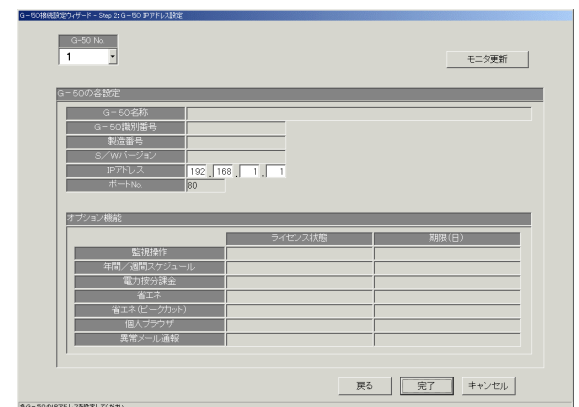 G-50接続設定ウィザード - Step 2: G-50 IPアドレス設定
G-50 No.
1
モニタ更新
G-50の各設定
G-50名称
G-50識別番号
製造番号
S/Wバージョン
IPアドレス 192 . 168 . 1 . 1
ポートNo. 80
オプション機能
ライセンス状態 期限(日)
監視操作
年間/週間スケジュール
電力按分課金
省エネ
省エネ(ピークカット)
個人ブラウザ
異常メール通報
戻る 完了 キャンセル